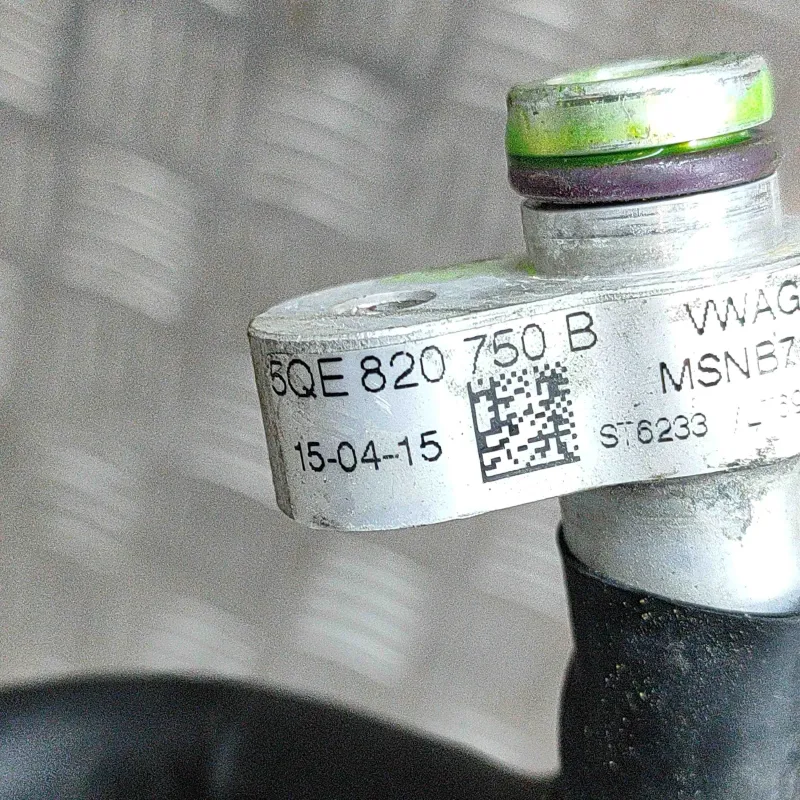 5QE 820 750 B
15-04-15
VWAG
MSNB7
ST6233